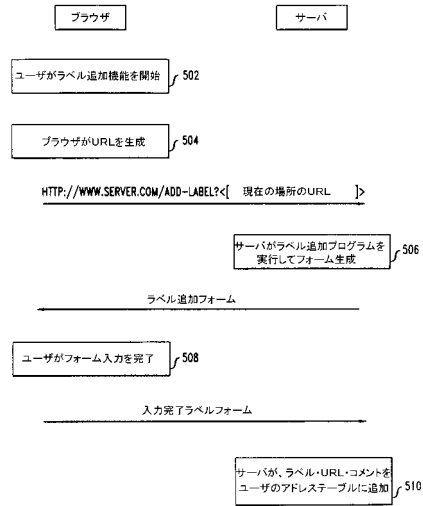 ブラウザ
サーバ
ユーザがラベル追加機能を開始
502
ブラウザがURLを生成
504
HTTP://WWW.SERVER.COM/ADD-LABEL?<[ 現在の場所のURL ]>
サーバがラベル追加プログラムを
実行してフォーム生成
506
ラベル追加フォーム
ユーザがフォーム入力を完了
508
入力完了ラベルフォーム
サーバが、ラベル・URL・コメントを
ユーザのアドレステーブルに追加
510